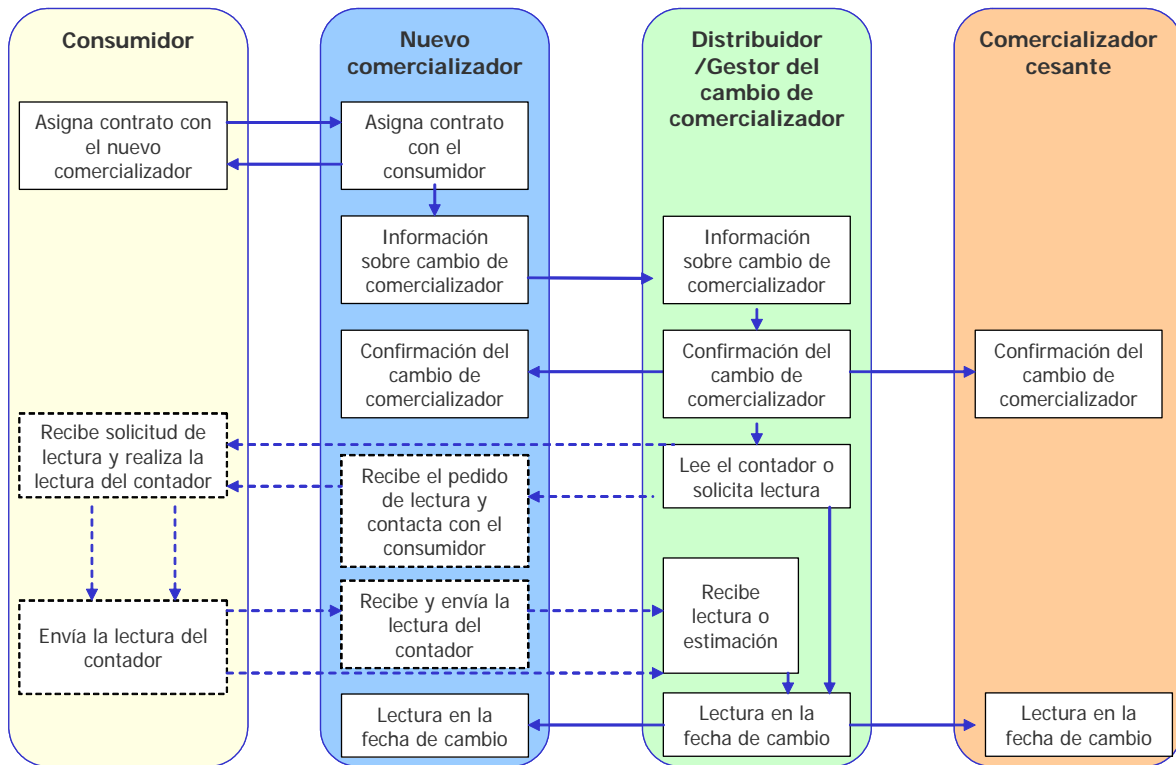 Consumidor
Nuevo
comercializador
Distribuidor
/Gestor del
cambio de
comercializador
Comercializador
cesante
Asigna contrato con
el nuevo
comercializador
Asigna contrato
con el
consumidor
Información
sobre cambio de
comercializador
Información
sobre cambio de
comercializador
Confirmación del
cambio de
comercializador
Confirmación del
cambio de
comercializador
Confirmación del
cambio de
comercializador
Recibe solicitud de
lectura y realiza la
lectura del contador
Recibe el pedido
de lectura y
contacta con el
consumidor
Lee el contador o
solicita lectura
Envía la lectura del
contador
Recibe y envía la
lectura del
contador
Recibe
lectura o
estimación
Lectura en la
fecha de cambio
Lectura en la
fecha de cambio
Lectura en la
fecha de cambio